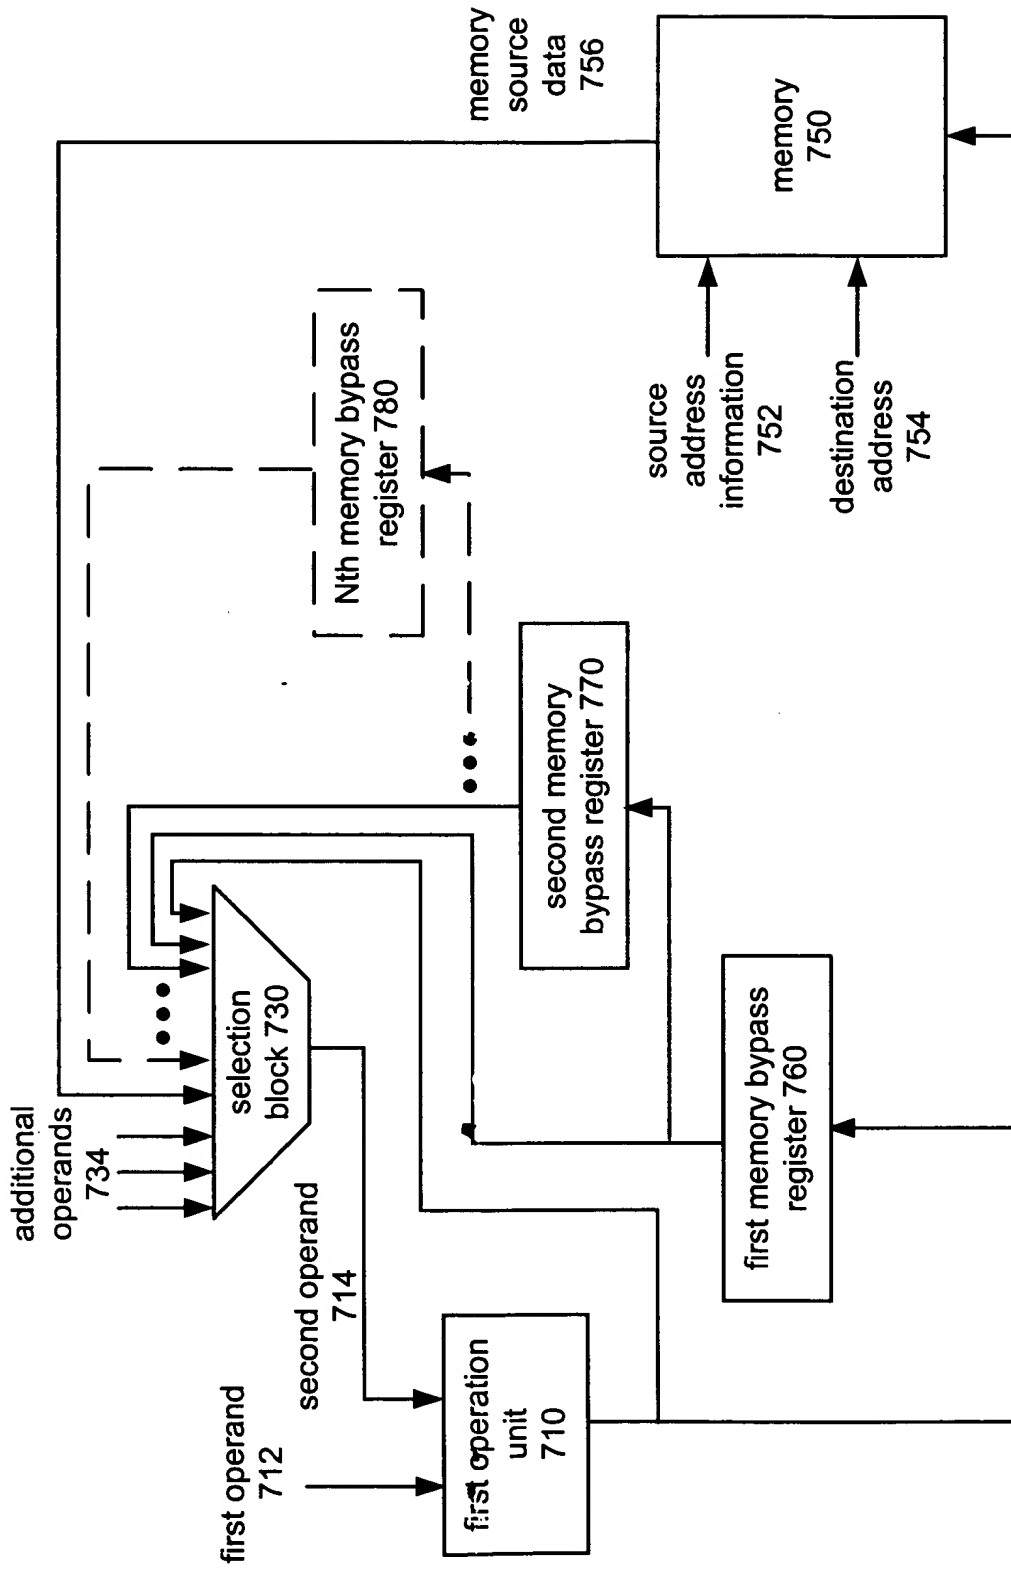 first operand
712
second operand
714
additional
operands
734
selection
block 730
first operation
unit
710
first memory bypass
register 760
second memory
bypass register 770
Nth memory bypass
register 780
memory
source
data
756
source
address
information
752
destination
address
754
memory
750